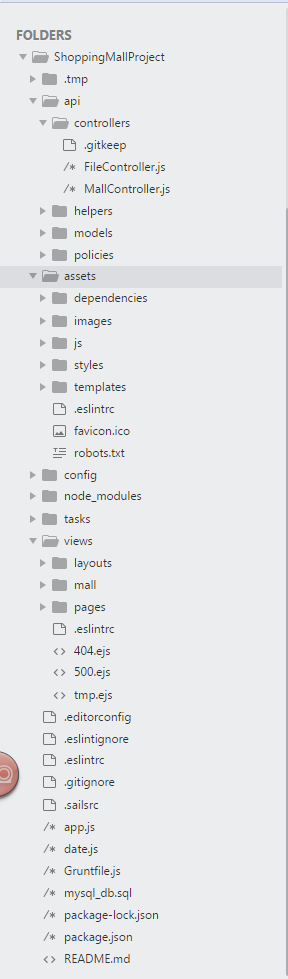 FOLDERS
ShoppingMallProject
.tmp
api
controllers
.gitkeep
FileController.js
MallController.js
helpers
models
policies
assets
dependencies
images
js
styles
templates
.eslintrc
favicon.ico
robots.txt
config
node_modules
tasks
views
layouts
mall
pages
.eslintrc
404.ejs
500.ejs
tmp.ejs
.editorconfig
.eslintignore
.eslintrc
.gitignore
.sailsrc
app.js
date.js
Gruntfile.js
mysql_db.sql
package-lock.json
package.json
README.md